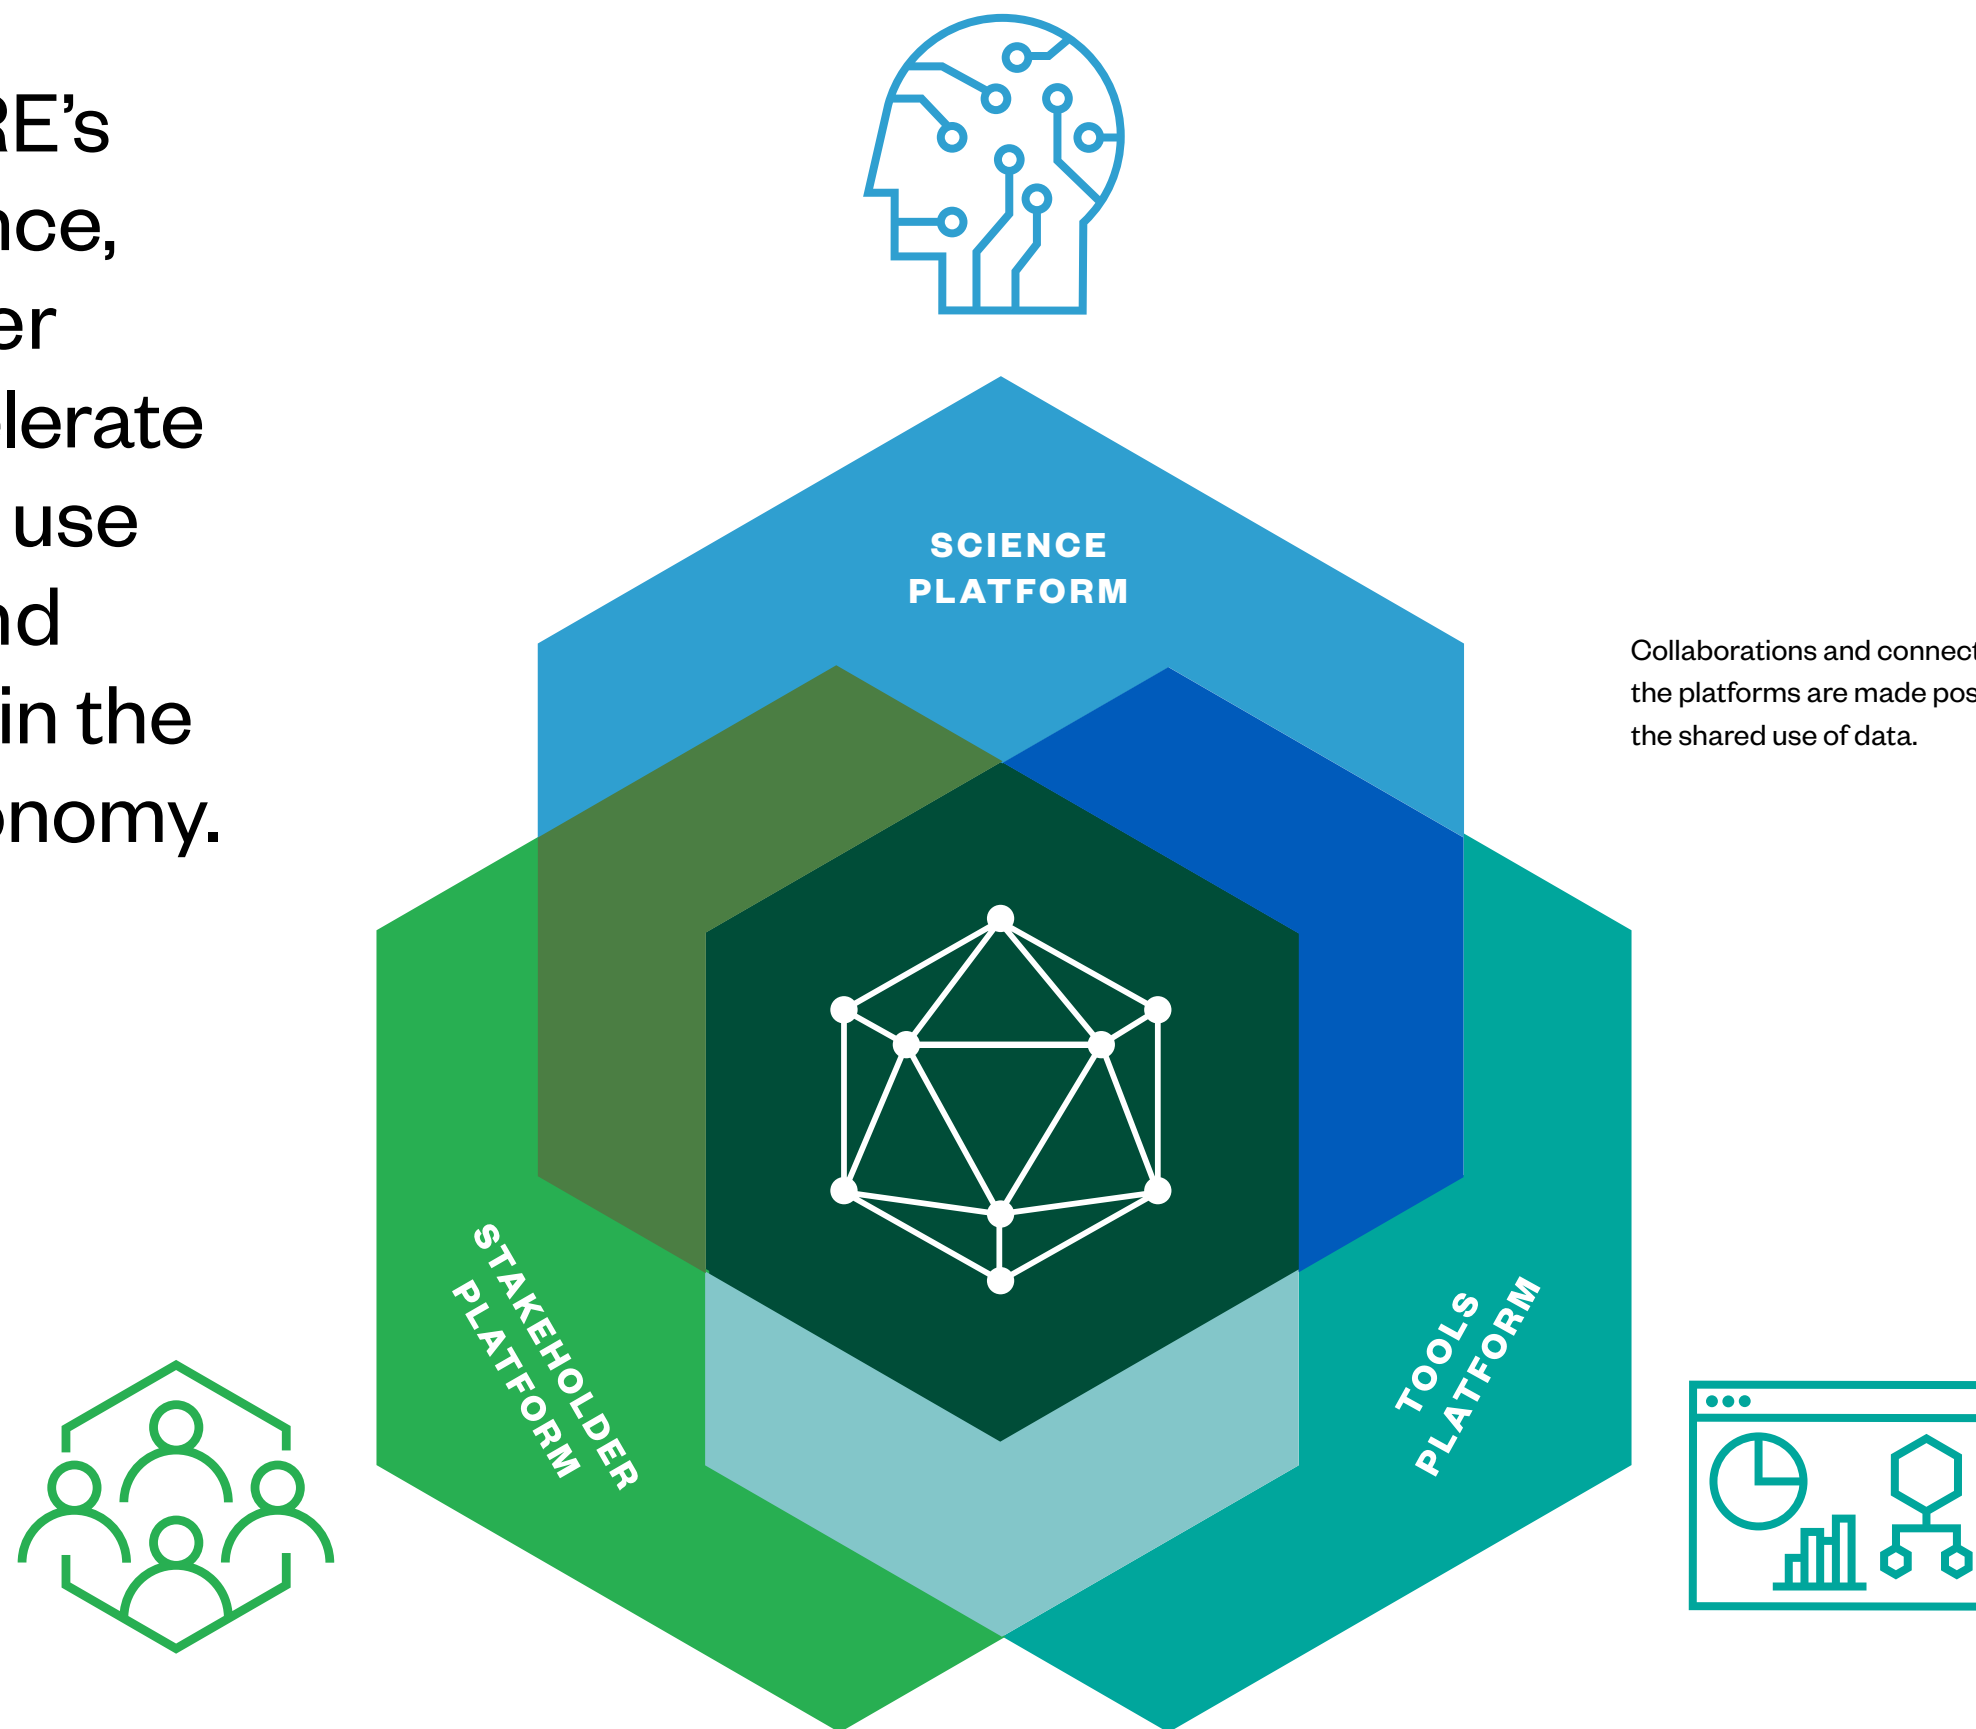 RE’s
nce,
er
lerate
use
nd
in the
onomy.
SCIENCE
PLATFORM
Collaborations and connect
the platforms are made pos
the shared use of data.
STAKEHOLDER
PLATFORM
TOOLS
PLATFORM